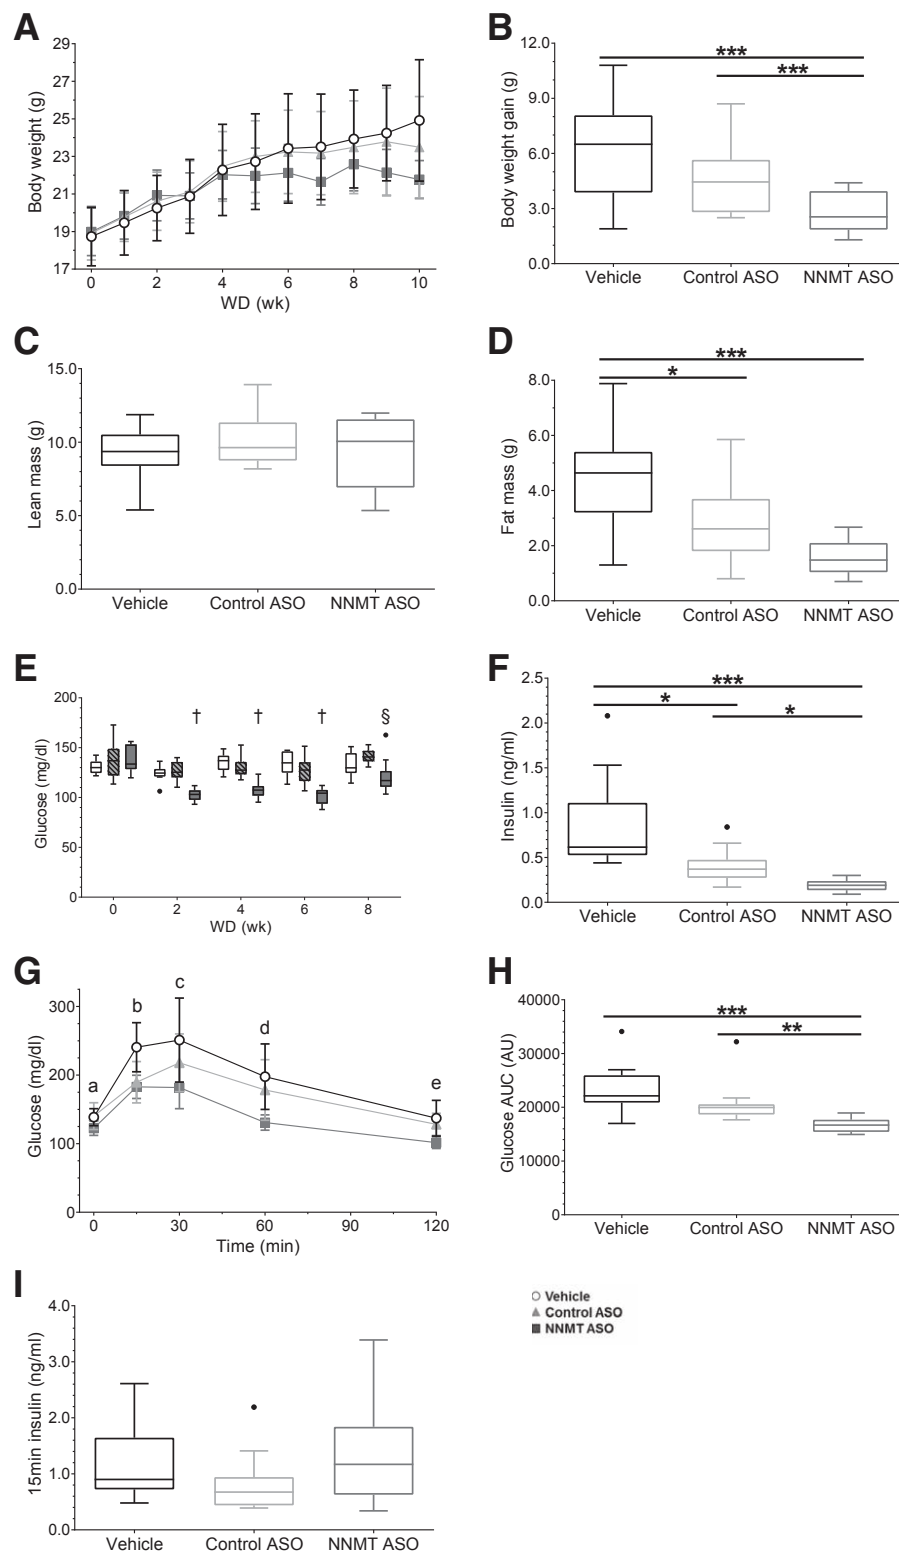 A
Body weight (g)
29
27
25
23
21
19
17
0 2 4 6 8 10
WD (wk)
B
Body weight gain (g)
12.0
9.0
6.0
3.0
0.0
***
***
Vehicle Control ASO NNMT ASO
C
Lean mass (g)
15.0
10.0
5.0
0.0
Vehicle Control ASO NNMT ASO
D
Fat mass (g)
8.0
6.0
4.0
2.0
0.0
***
*
Vehicle Control ASO NNMT ASO
E
Glucose (mg/dl)
200
150
100
50
0
† † † §
0 2 4 6 8
WD (wk)
F
Insulin (ng/ml)
2.5
2.0
1.5
1.0
0.5
0.0
***
* *
Vehicle Control ASO NNMT ASO
G
Glucose (mg/dl)
300
200
100
0
a b c d e
0 30 60 90 120
Time (min)
H
Glucose AUC (AU)
40000
30000
20000
10000
0
***
**
Vehicle Control ASO NNMT ASO
I
15min insulin (ng/ml)
4.0
3.0
2.0
1.0
0.0
Vehicle Control ASO NNMT ASO
Vehicle
Control ASO
NNMT ASO